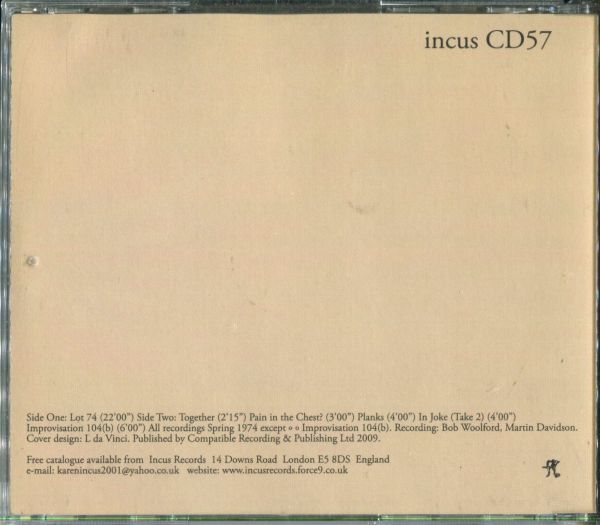 incus CD57
Side One: Lot 74 (22'00") Side Two: Together (2'15") Pain in the Chest? (3'00") Planks (4'00") In Joke (Take 2) (4'00")
Improvisation 104(b) (6'00") All recordings Spring 1974 except » » Improvisation 104(b). Recording: Bob Woolford, Martin Davidson.
Cover design: L da Vinci. Published by Compatible Recording & Publishing Ltd 2009.
Free catalogue available from Incus Records 14 Downs Road London E5 8DS England
e-mail: karenincus2001@yahoo.co.uk website: www.incusrecords.force9.co.uk